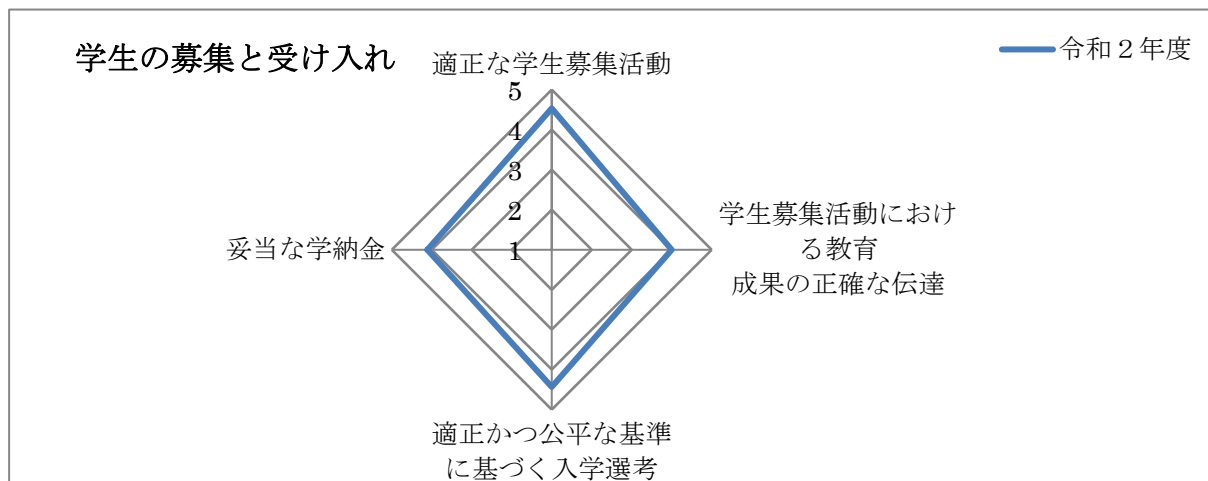 学生の募集と受け入れ
令和２年度
適正な学生募集活動
5
4
3
2
1
学生募集活動におけ
る教育
成果の正確な伝達
妥当な学納金
適正かつ公平な基準
に基づく入学選考